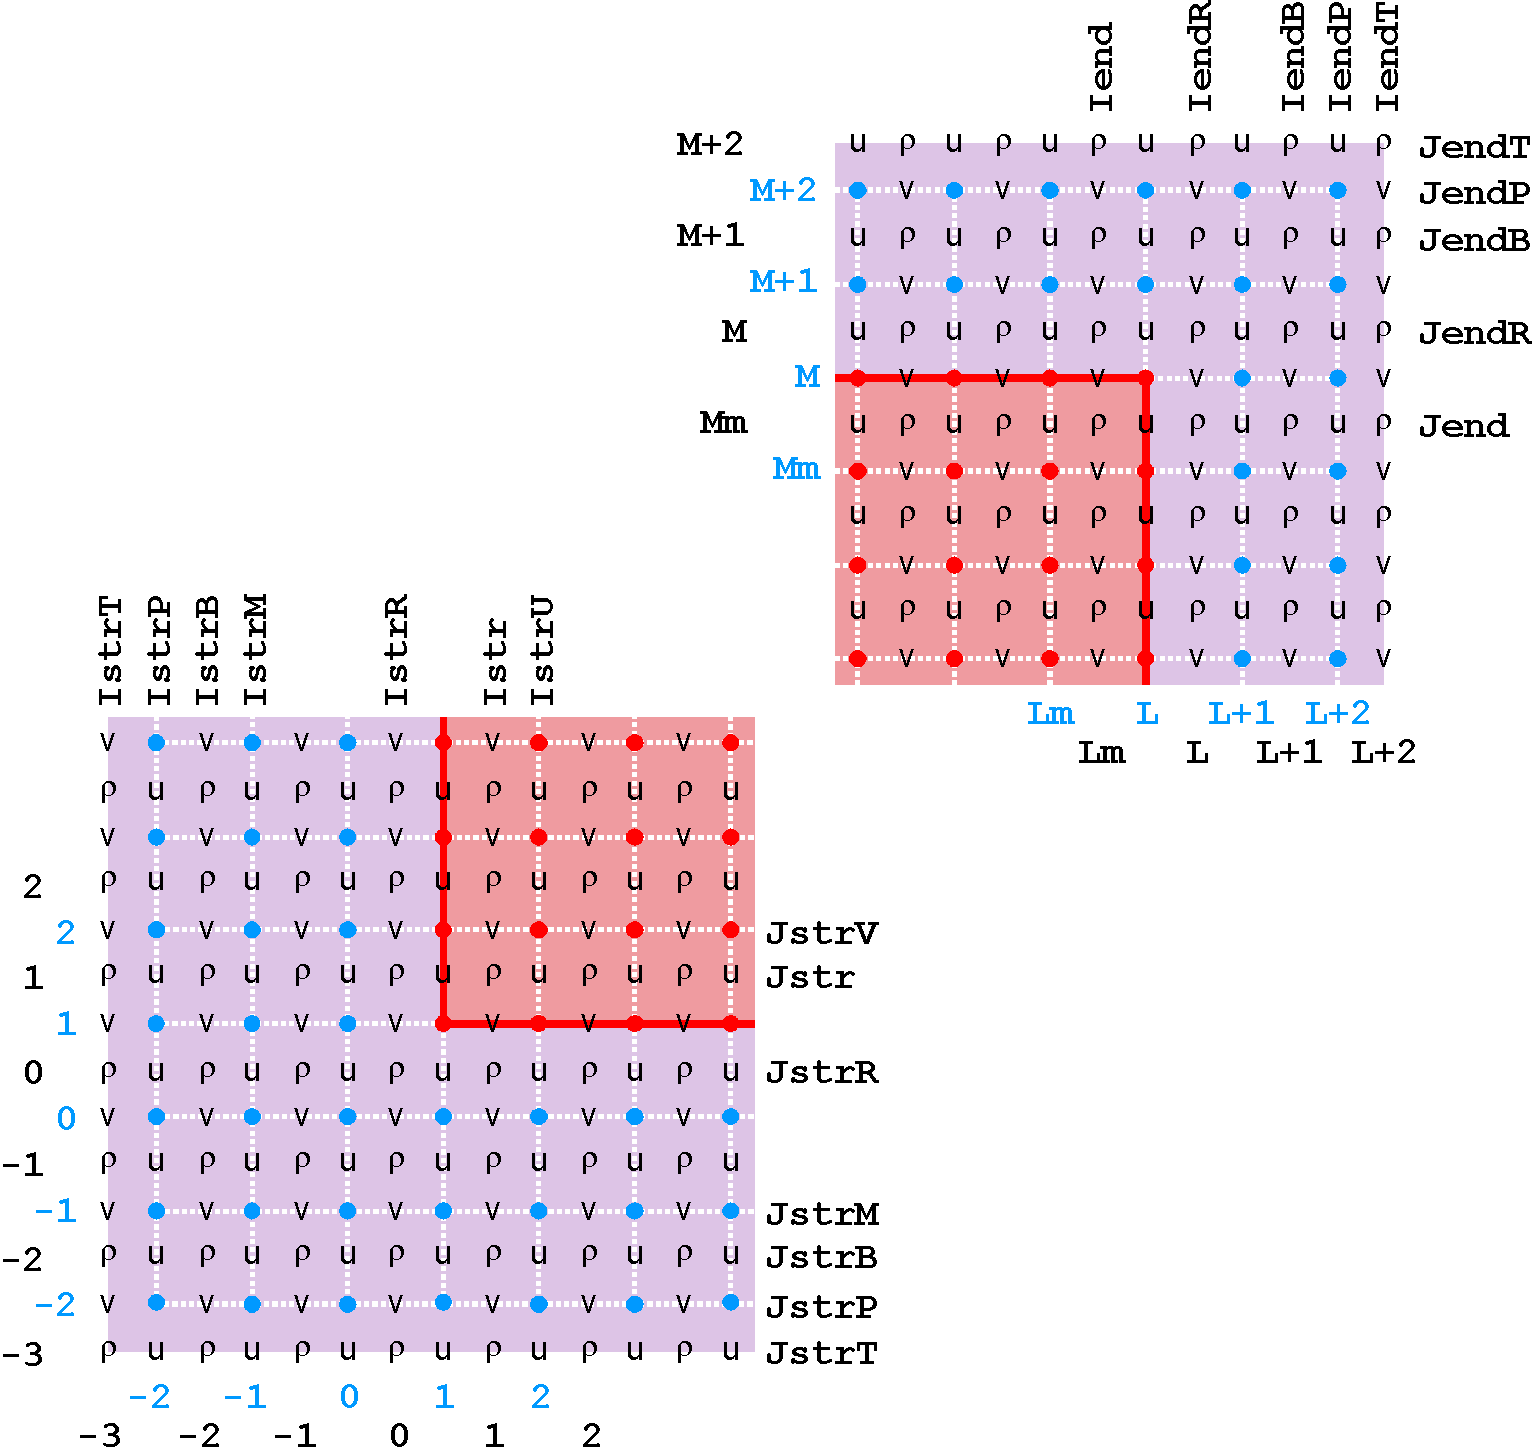 Iend IendR IendB IendP IendT
M+2 u ρ u ρ u ρ u ρ u ρ u ρ JendT
M+2 v v v v v v JendP
M+1 u ρ u ρ u ρ u ρ u ρ u ρ JendB
M+1 v v v v v v
M u ρ u ρ u ρ u ρ u ρ u ρ JendR
M v v v v v v
Mm u ρ u ρ u ρ u ρ u ρ u ρ Jend
Mm v v v v v v
u ρ u ρ u ρ u ρ u ρ u ρ
v v v v v v
u ρ u ρ u ρ u ρ u ρ u ρ
v v v v v v
Lm L L+1 L+2
Lm L L+1 L+2
IstrT IstrP IstrB IstrM IstrR Istr IstrU
v v v v v v v
ρ u ρ u ρ u ρ u ρ u ρ u ρ u
v v v v v v v
2 ρ u ρ u ρ u ρ u ρ u ρ u ρ u
2 v v v v v v v JstrV
1 ρ u ρ u ρ u ρ u ρ u ρ u ρ u Jstr
1 v v v v v v v
0 ρ u ρ u ρ u ρ u ρ u ρ u ρ u JstrR
0 v v v v v v v
-1 ρ u ρ u ρ u ρ u ρ u ρ u ρ u
-1 v v v v v v v JstrM
-2 ρ u ρ u ρ u ρ u ρ u ρ u ρ u JstrB
-2 v v v v v v v JstrP
-3 ρ u ρ u ρ u ρ u ρ u ρ u ρ u JstrT
-2 -1 0 1 2
-3 -2 -1 0 1 2